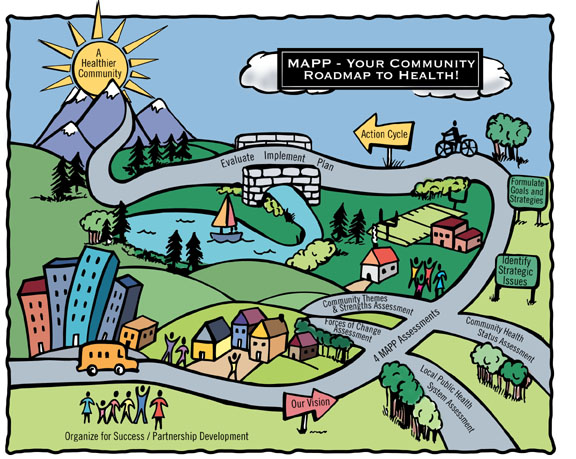 A
Healthier
Community
MAPP - Your Community
Roadmap to Health!
Action Cycle
Evaluate Implement Plan
Formulate
Goals and
Strategies
Identify
Strategic
Issues
Community Themes
& Strengths Assessment
Forces of Change
Assessment
4 MAPP Assessments
Community Health
Status Assessment
Local Public Health
System Assessment
Our Vision
Organize for Success / Partnership Development